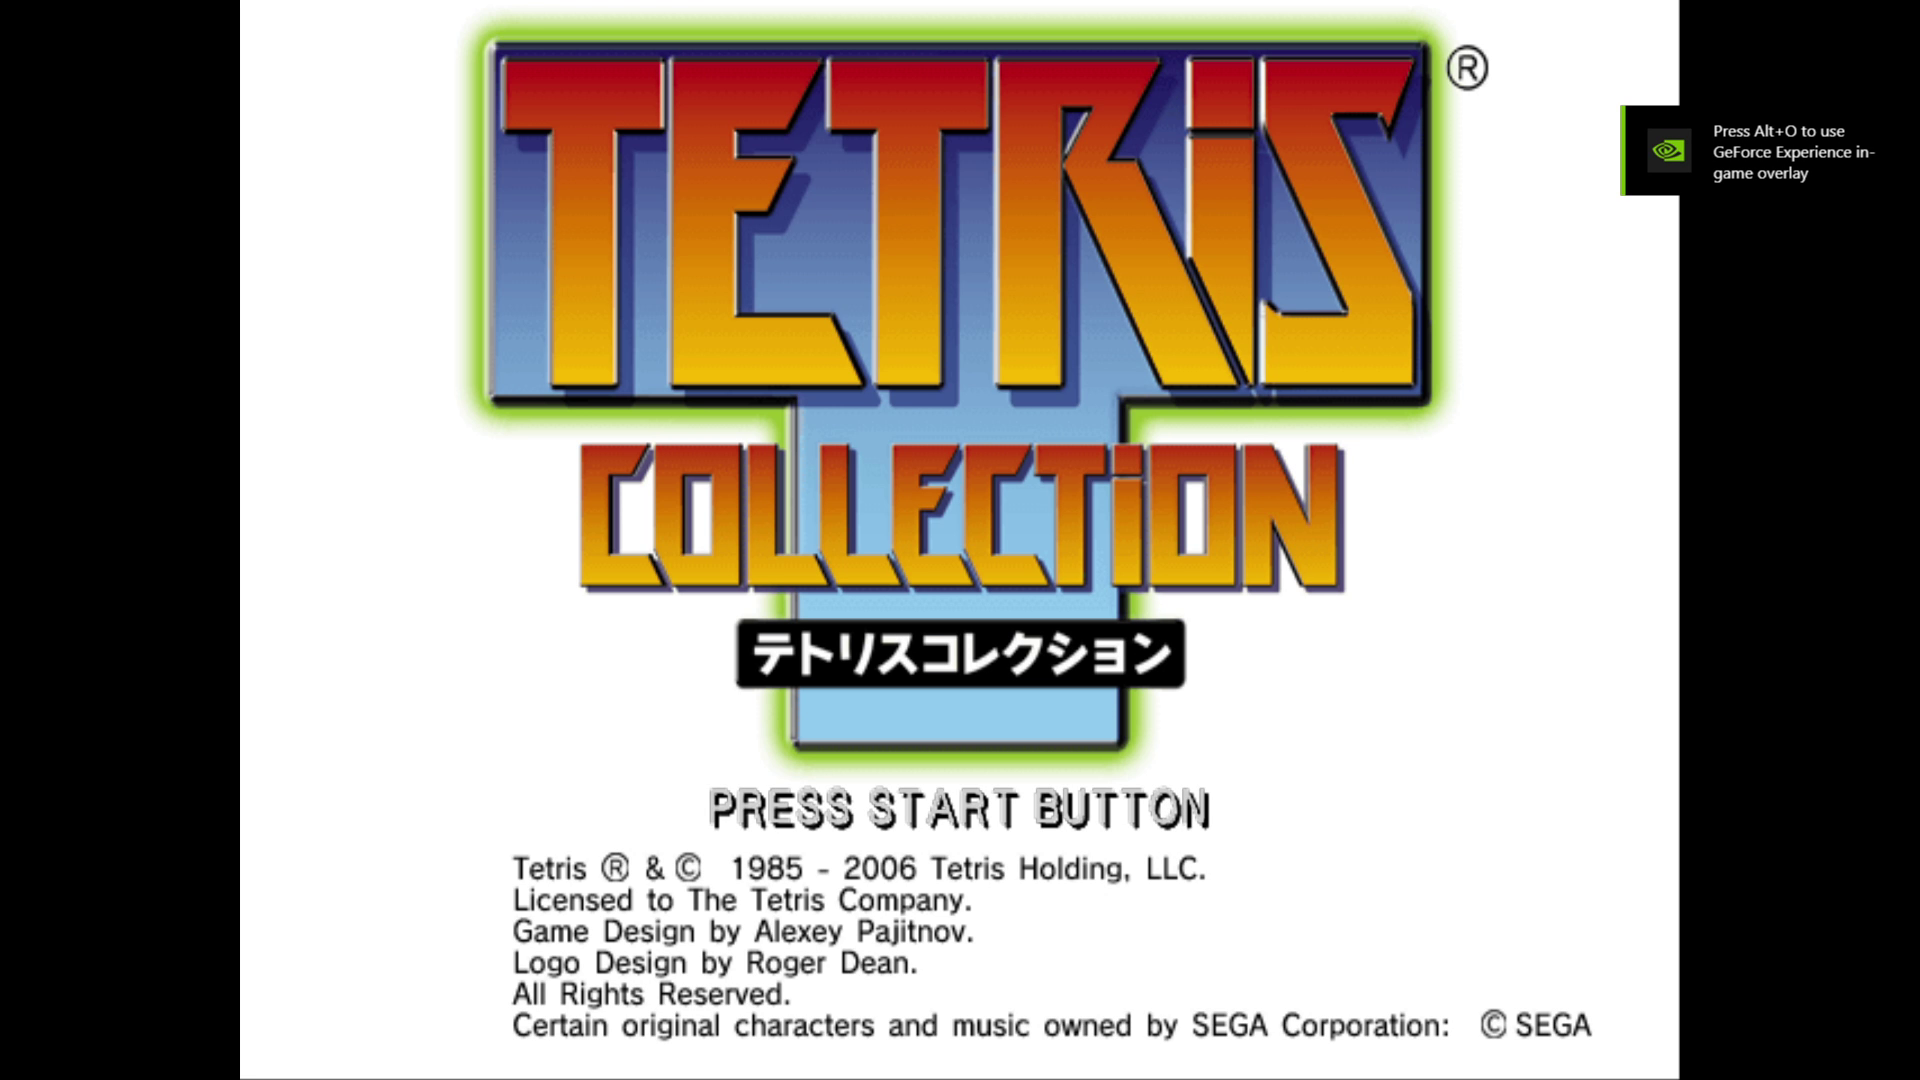 TETRiS ®
COLLECTiON
テトリスコレクション
PRESS START BUTTON
Tetris ® & © 1985 - 2006 Tetris Holding, LLC.
Licensed to The Tetris Company.
Game Design by Alexey Pajitnov.
Logo Design by Roger Dean.
All Rights Reserved.
Certain original characters and music owned by SEGA Corporation: © SEGA
Press Alt+O to use
GeForce Experience in-
game overlay